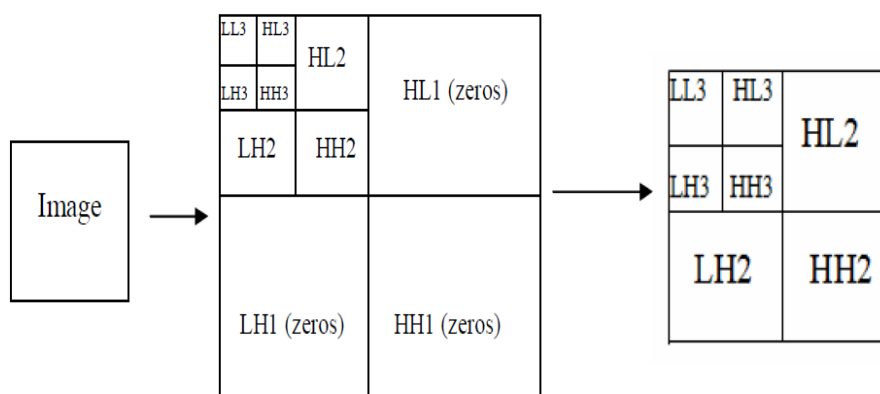 Image
LL3 HL3
HL2
LH3 HH3
LH2 HH2
HL1 (zeros)
LH1 (zeros) HH1 (zeros)
LL3 HL3
HL2
LH3 HH3
LH2 HH2